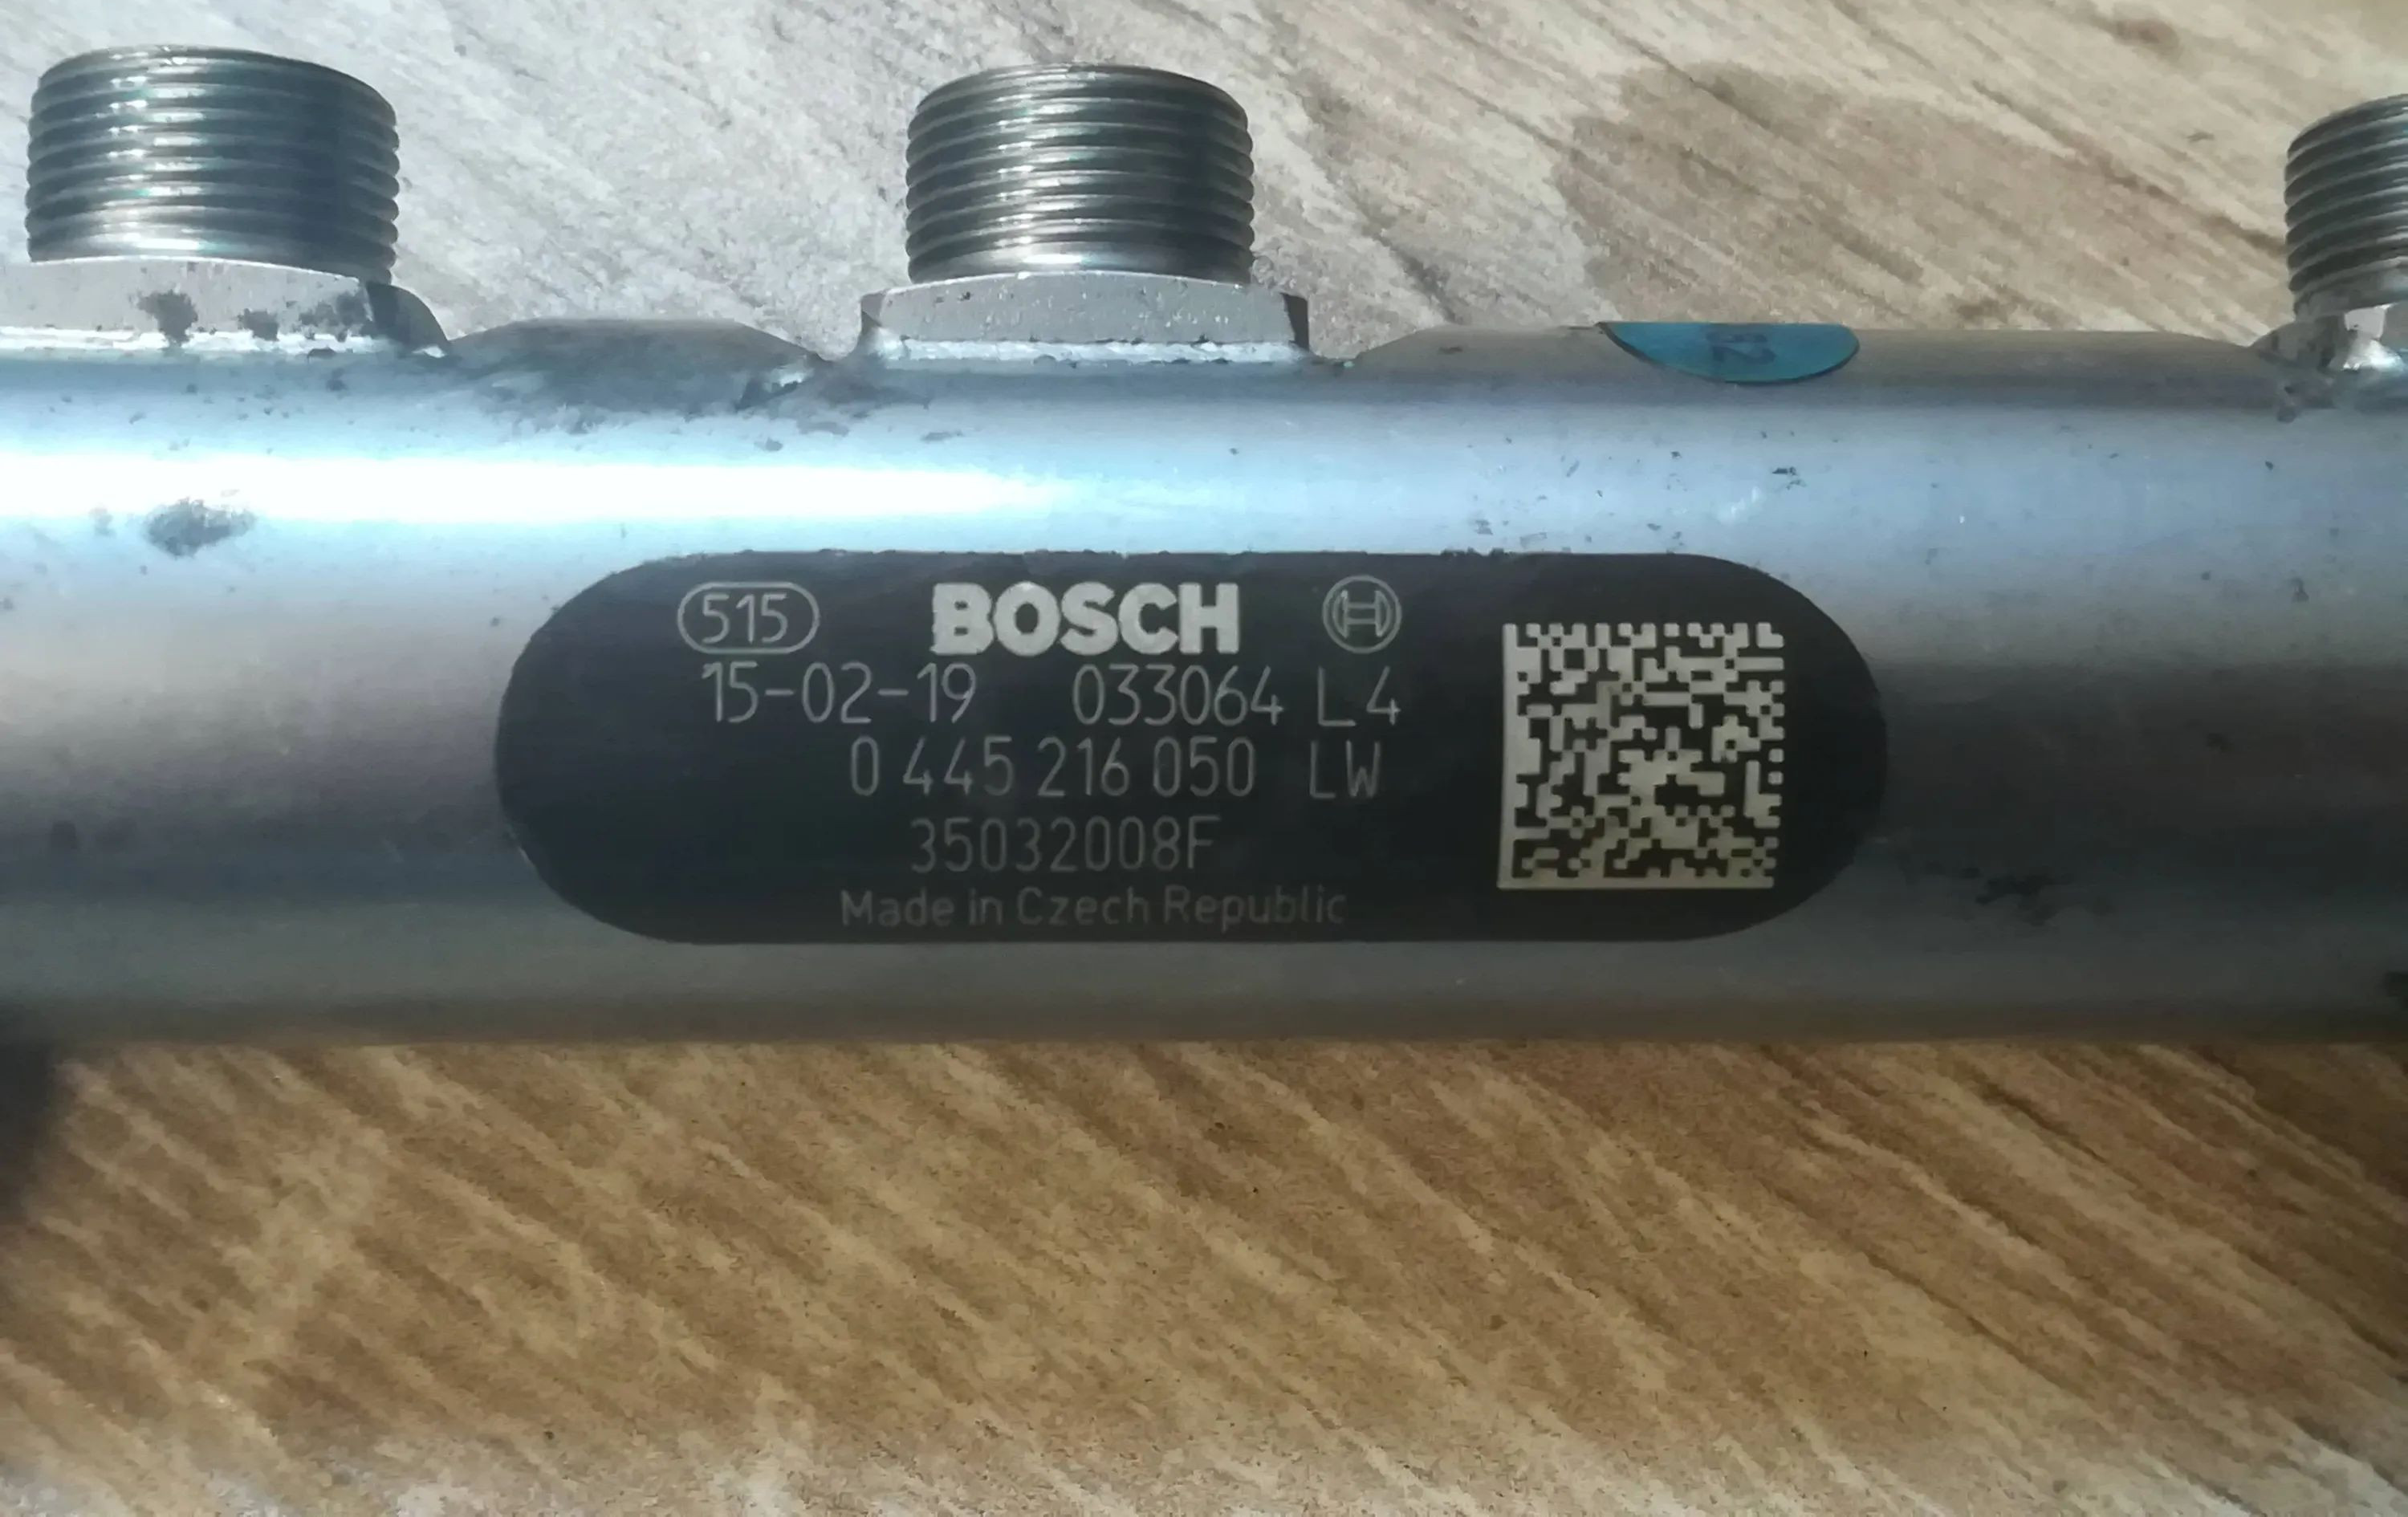 515 BOSCH
15-02-19 033064 L4
0 445 216 050 LW
35032008F
Made in Czech Republic